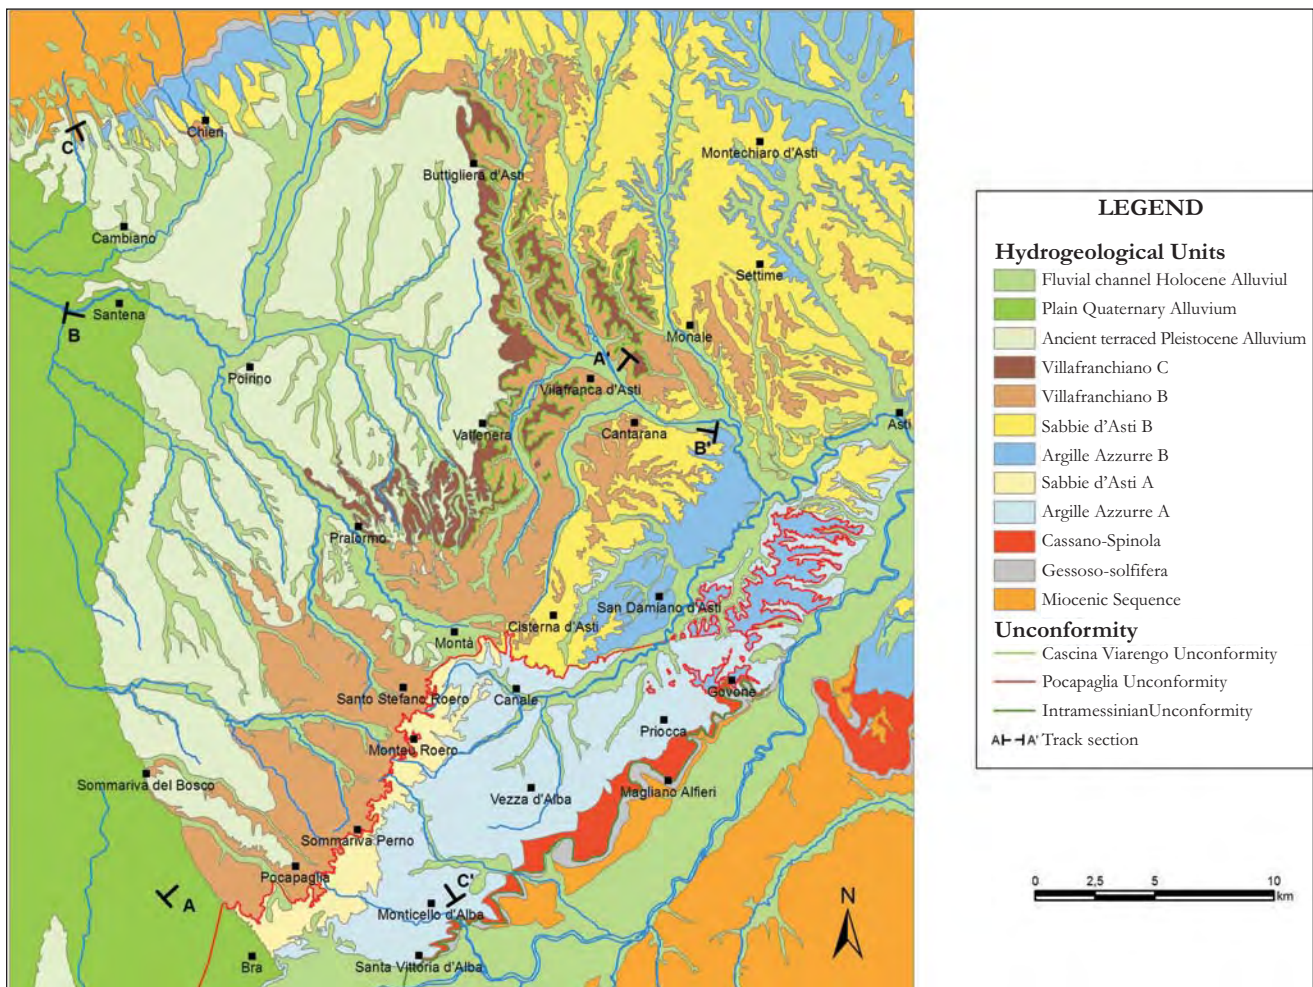 Chieri
C
Montechiaro d'Asti
Buttigliera d'Asti
Cambiano
Settime
Santena
B
Monale
A'
Poirino
Vilafranca d'Asti
Asti
Valfenera
Cantarana
B'
Pralormo
San Damiano d'Asti
Cisterna d'Asti
Montà
Santo Stefano Roero
Canale
Govone
Priocca
Monteu Roero
Sommariva del Bosco
Vezza d'Alba
Magliano Alfieri
Sommariva Perno
Pocapaglia
C'
A
Monticello d'Alba
N
Bra
Santa Vittoria d'Alba
LEGEND
Hydrogeological Units
Fluvial channel Holocene Alluviul
Plain Quaternary Alluvium
Ancient terraced Pleistocene Alluvium
Villafranchiano C
Villafranchiano B
Sabbie d'Asti B
Argille Azzurre B
Sabbie d'Asti A
Argille Azzurre A
Cassano-Spinola
Gessoso-solfifera
Miocenic Sequence
Unconformity
Cascina Viarengo Unconformity
Pocapaglia Unconformity
IntramessinianUnconformity
A A' Track section
0 2,5 5 10
km